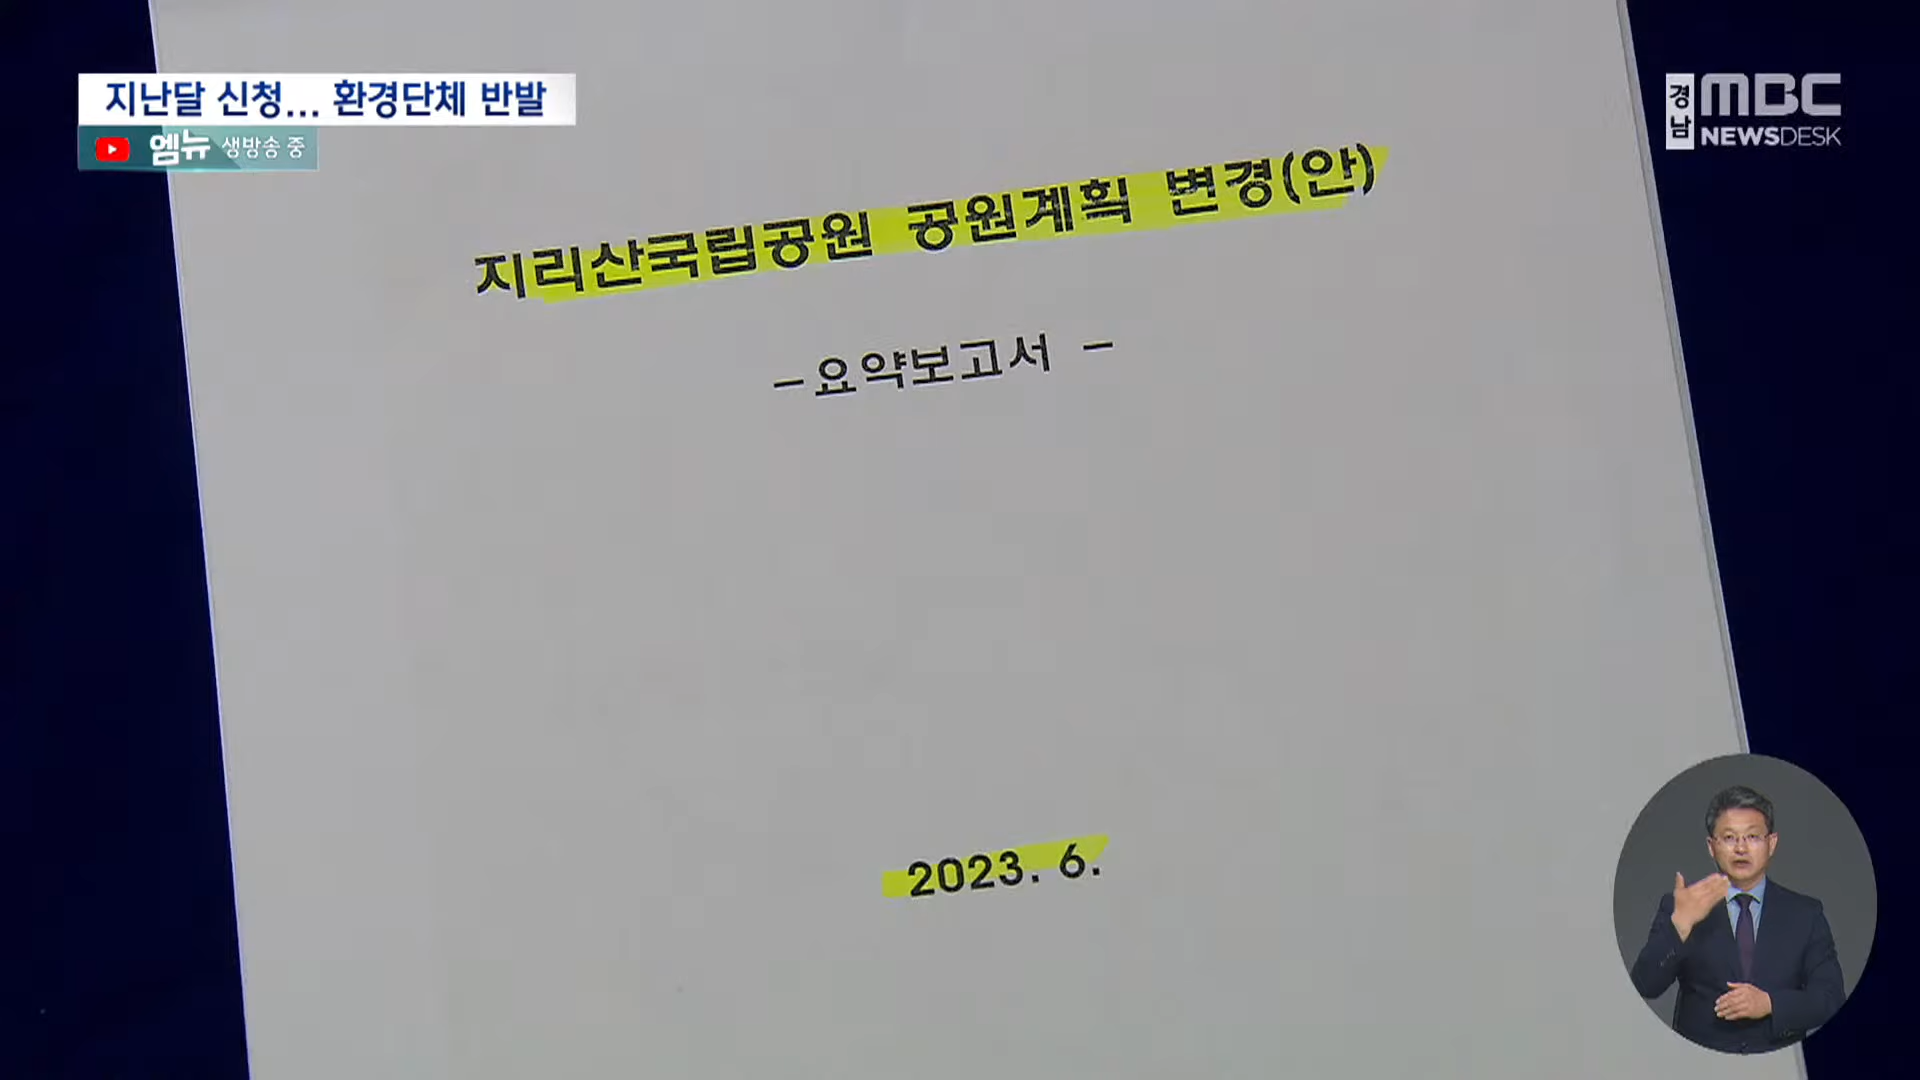 지난달 신청... 환경단체 반발
엠뉴 생방송 중
경남 MBC
NEWSDESK
지리산국립공원 공원계획 변경(안)
-요약보고서 -
2023. 6.